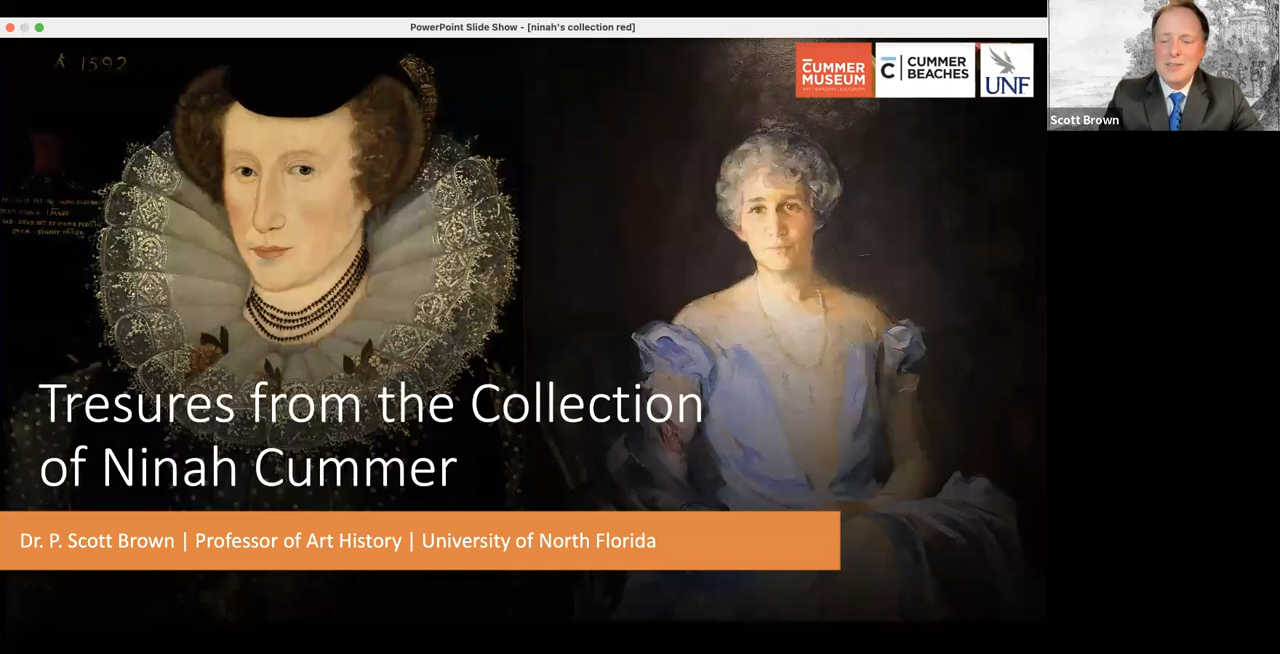 PowerPoint Slide Show - [ninah's collection red]
1592
CUMMER
MUSEUM
CUMMER
BEACHES
UNF
Scott Brown
Tresures from the Collection
of Ninah Cummer
Dr. P. Scott Brown | Professor of Art History | University of North Florida